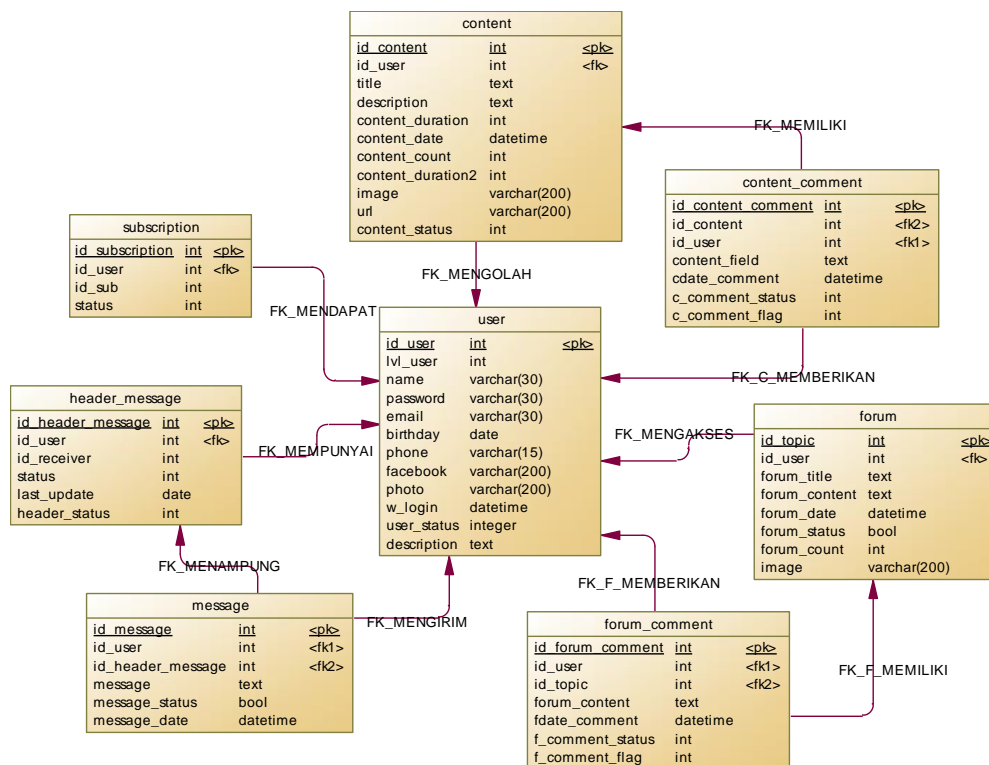 content
id_content int <pk>
id_user int <fk>
title text
description text
content_duration int
content_date datetime
content_count int
content_duration2 int
image varchar(200)
url varchar(200)
content_status int
FK_MEMILIKI
content_comment
id_content_comment int <pk>
id_content int <fk2>
id_user int <fk1>
content_field text
cdate_comment datetime
c_comment_status int
c_comment_flag int
subscription
id_subscription int <pk>
id_user int <fk>
id_sub int
status int
FK_MENGOLAH
FK_MENDAPAT
user
id_user int <pk>
lvl_user int
name varchar(30)
password varchar(30)
email varchar(30)
birthday date
phone varchar(15)
facebook varchar(200)
photo varchar(200)
w_login datetime
user_status integer
description text
FK_C_MEMBERIKAN
header_message
id_header_message int <pk>
id_user int <fk>
id_receiver int
status int
last_update date
header_status int
FK_MEMPUNYAI
FK_MENGAKSES
forum
id_topic int <pk>
id_user int <fk>
forum_title text
forum_content text
forum_date datetime
forum_status bool
forum_count int
image varchar(200)
FK_MENAMPUNG
FK_F_MEMBERIKAN
message
id_message int <pk>
id_user int <fk1>
id_header_message int <fk2>
message text
message_status bool
message_date datetime
FK_MENGIRIM
forum_comment
id_forum_comment int <pk>
id_user int <fk1>
id_topic int <fk2>
forum_content text
fdate_comment datetime
f_comment_status int
f_comment_flag int
FK_F_MEMILIKI